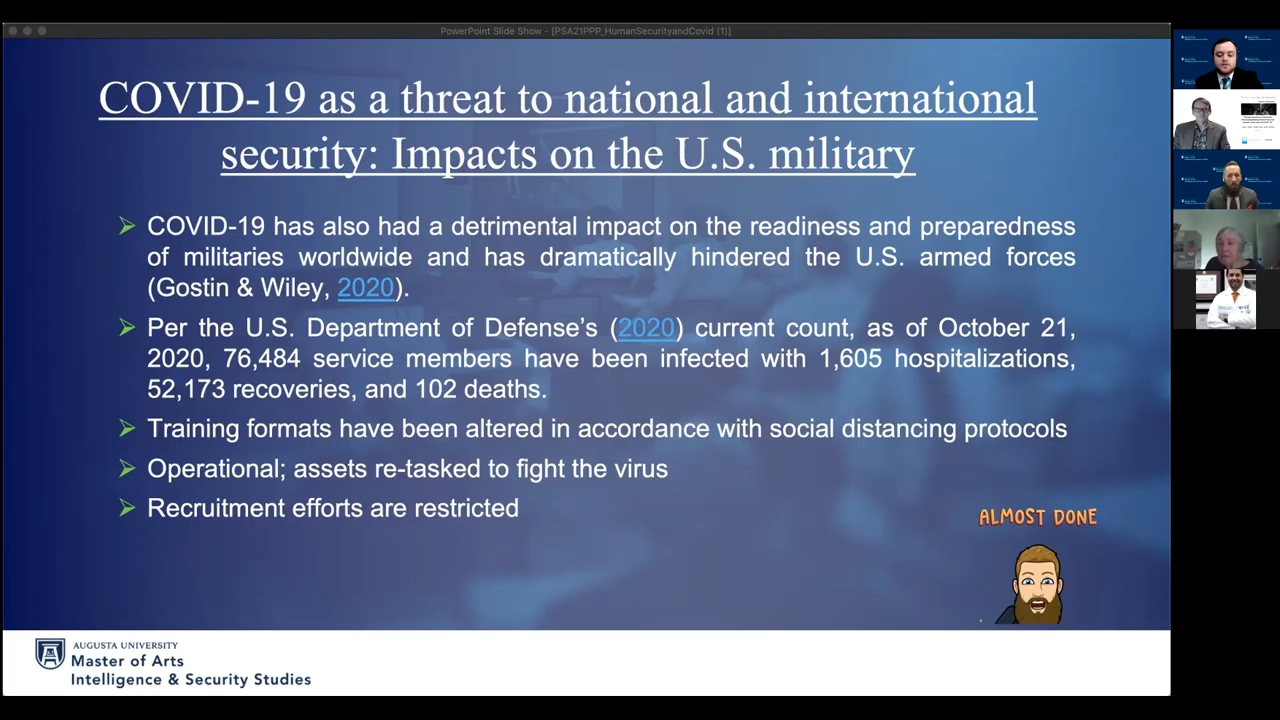 PowerPoint Slide Show - [PSA21PPP_HumanSecurityandCovid (1)]
COVID-19 as a threat to national and international
security: Impacts on the U.S. military
COVID-19 has also had a detrimental impact on the readiness and preparedness
of militaries worldwide and has dramatically hindered the U.S. armed forces
(Gostin & Wiley, 2020).
Per the U.S. Department of Defense's (2020) current count, as of October 21,
2020, 76,484 service members have been infected with 1,605 hospitalizations,
52,173 recoveries, and 102 deaths.
Training formats have been altered in accordance with social distancing protocols
Operational; assets re-tasked to fight the virus
Recruitment efforts are restricted
ALMOST DONE
AUGUSTA UNIVERSITY
Master of Arts
Intelligence & Security Studies